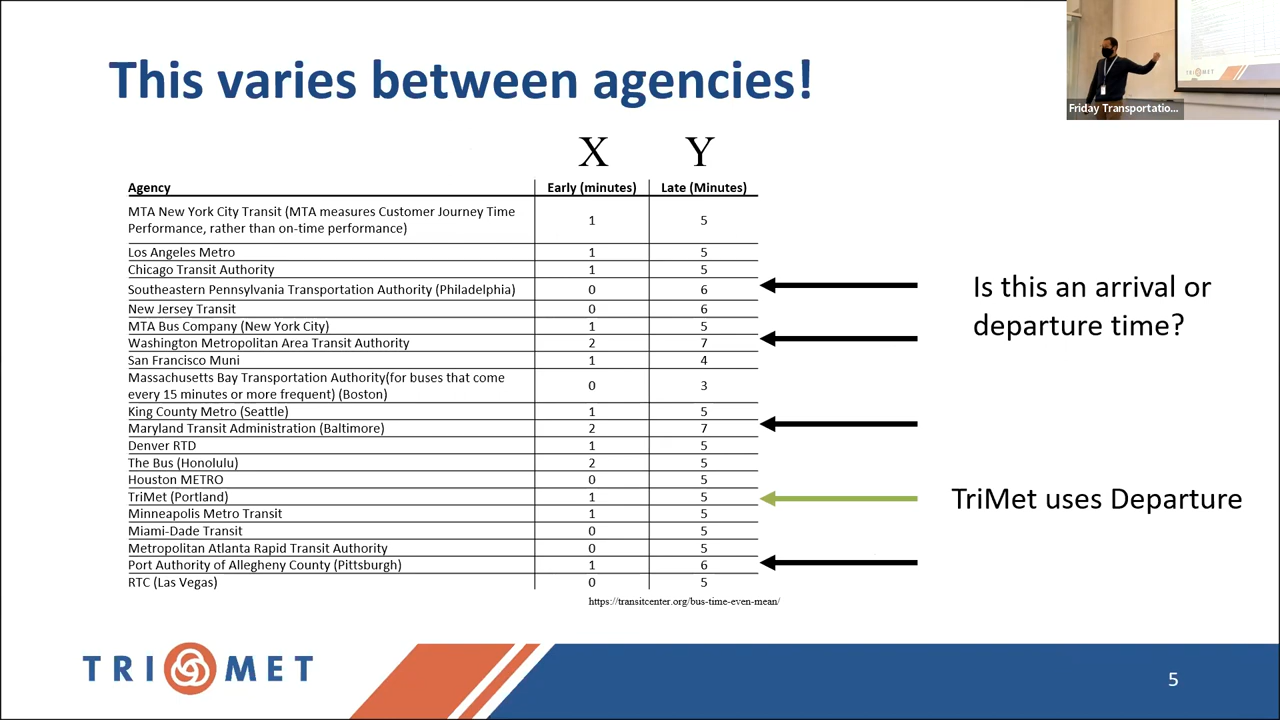 This varies between agencies!
Friday Transportatio...
X Y
Agency Early (minutes) Late (Minutes)
MTA New York City Transit (MTA measures Customer Journey Time
Performance, rather than on-time performance) 1 5
Los Angeles Metro 1 5
Chicago Transit Authority 1 5
Southeastern Pennsylvania Transportation Authority (Philadelphia) 0 6
New Jersey Transit 0 6
MTA Bus Company (New York City) 1 5
Washington Metropolitan Area Transit Authority 2 7
San Francisco Muni 1 4
Massachusetts Bay Transportation Authority(for buses that come
every 15 minutes or more frequent) (Boston) 0 3
King County Metro (Seattle) 1 5
Maryland Transit Administration (Baltimore) 2 7
Denver RTD 1 5
The Bus (Honolulu) 2 5
Houston METRO 0 5
TriMet (Portland) 1 5
Minneapolis Metro Transit 1 5
Miami-Dade Transit 0 5
Metropolitan Atlanta Rapid Transit Authority 0 5
Port Authority of Allegheny County (Pittsburgh) 1 6
RTC (Las Vegas) 0 5
https://transitcenter.org/bus-time-even-mean/
Is this an arrival or
departure time?
TriMet uses Departure
TRI MET
5